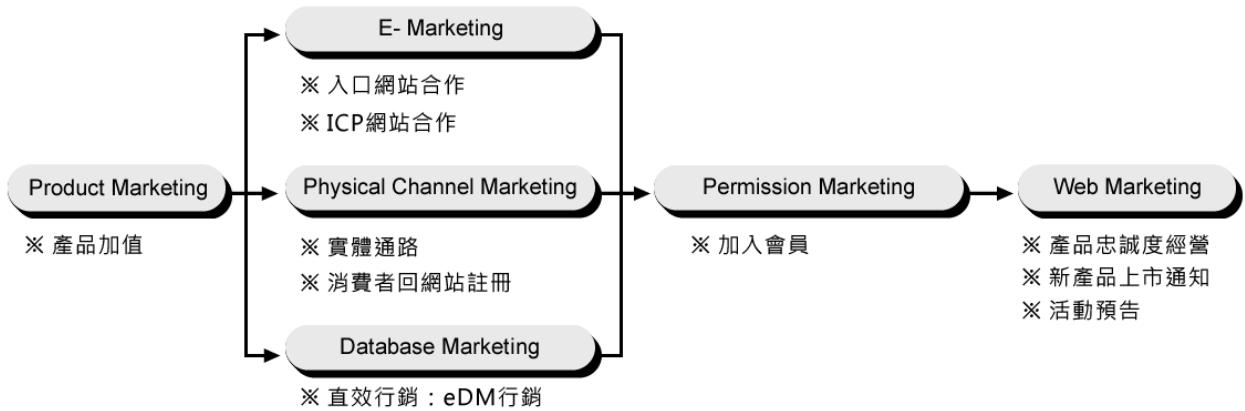 Product Marketing
※ 產品加值
E- Marketing
※ 入口網站合作
※ ICP網站合作
Physical Channel Marketing
※ 實體通路
※ 消費者回網站註冊
Database Marketing
※ 直效行銷：eDM行銷
Permission Marketing
※ 加入會員
Web Marketing
※ 產品忠誠度經營
※ 新產品上市通知
※ 活動預告